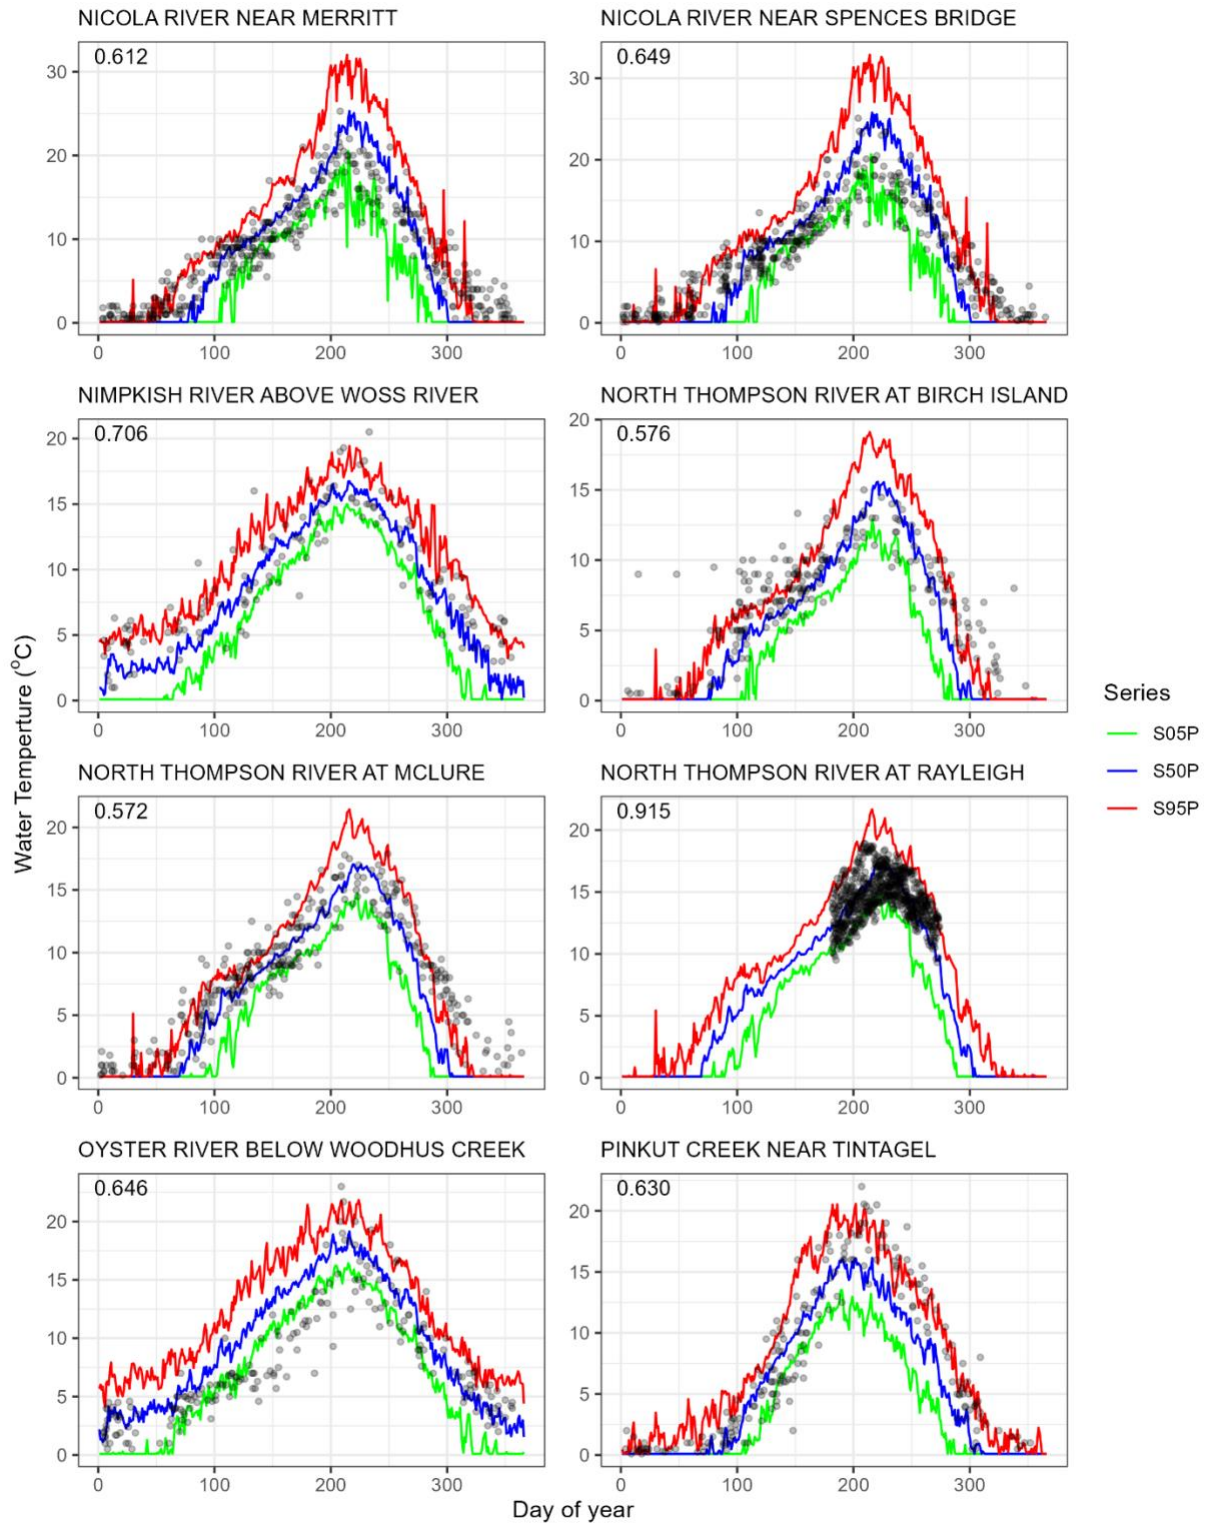 NICOLA RIVER NEAR MERRITT
NICOLA RIVER NEAR SPENCES BRIDGE
0.612
0.649
30
20
10
0
30
20
10
0
0 100 200 300
0 100 200 300
NIMPKISH RIVER ABOVE WOSS RIVER
NORTH THOMPSON RIVER AT BIRCH ISLAND
0.706
0.576
20
15
10
5
0
20
15
10
5
0
0 100 200 300
0 100 200 300
NORTH THOMPSON RIVER AT MCLURE
NORTH THOMPSON RIVER AT RAYLEIGH
0.572
0.915
20
15
10
5
0
20
15
10
5
0
0 100 200 300
0 100 200 300
OYSTER RIVER BELOW WOODHUS CREEK
PINKUT CREEK NEAR TINTAGEL
0.646
0.630
20
15
10
5
0
20
15
10
5
0
0 100 200 300
0 100 200 300
Water Temperture (°C)
Day of year
Series
S05P
S50P
S95P